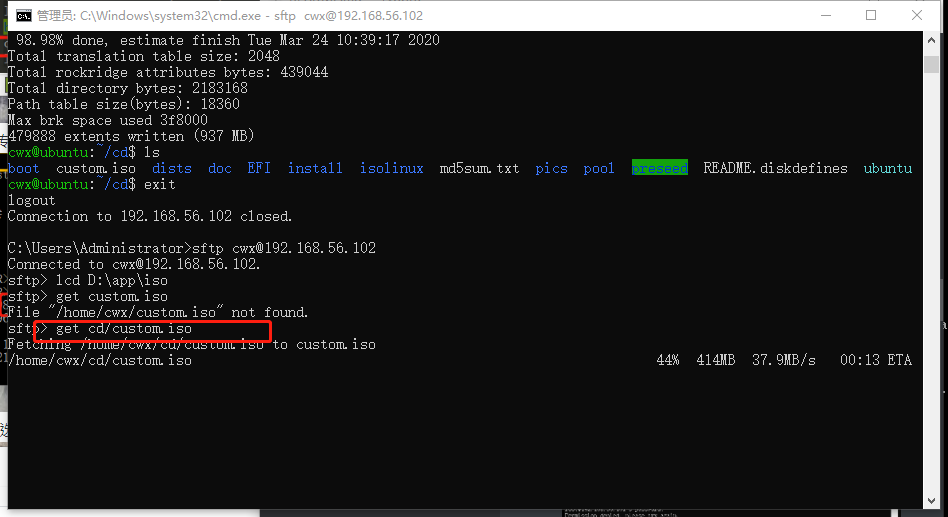 管理员: C:\Windows\system32\cmd.exe - sftp cwx@192.168.56.102
98.98% done, estimate finish Tue Mar 24 10:39:17 2020
Total translation table size: 2048
Total rockridge attributes bytes: 439044
Total directory bytes: 2183168
Path table size(bytes): 18360
Max brk space used 3f8000
479888 extents written (937 MB)
cwx@ubuntu:~/cd$ ls
boot custom.iso dists doc EFI install isolinux md5sum.txt pics pool preseed README.diskdefines ubuntu
cwx@ubuntu:~/cd$ exit
logout
Connection to 192.168.56.102 closed.
C:\Users\Administrator>sftp cwx@192.168.56.102
Connected to cwx@192.168.56.102.
sftp> lcd D:\app\iso
sftp> get custom.iso
File "/home/cwx/custom.iso" not found.
sftp> get cd/custom.iso
Fetching /home/cwx/cd/custom.iso to custom.iso
/home/cwx/cd/custom.iso 44% 414MB 37.9MB/s 00:13 ETA